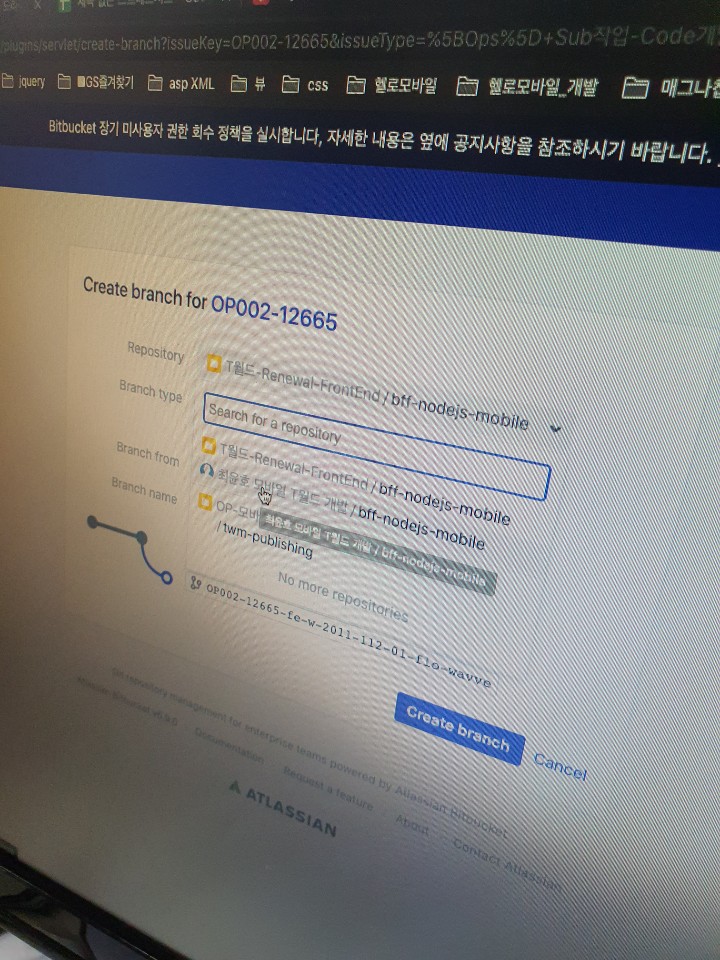 /plugins/servlet/create-branch?issueKey=OP002-12665&issueType=%5BOps%5D+Sub작업-Code개
jquery ■GS즐겨찾기 asp XML 뷰 css 헬로모바일 헬로모바일_개발 매그나
Bitbucket 장기 미사용자 권한 회수 정책을 실시합니다, 자세한 내용은 옆에 공지사항을 참조하시기 바랍니다.
Create branch for OP002-12665
Repository T월드-Renewal-FrontEnd / bff-nodejs-mobile
Branch type
Search for a repository
T월드-Renewal-FrontEnd / bff-nodejs-mobile
Branch from
최윤호 모바일 T월드 개발 / bff-nodejs-mobile
Branch name
OP-모비
최윤호 모바일 T월드 개발 / bff-nodejs-mobile
/twm-publishing
No more repositories
OP002-12665-fe-w-2011-112-01-flo-wavve
Create branch Cancel
Git repository management for enterprise teams powered by Atlassian Bitbucket
Atlassian Bitbucket
Documentation Request a feature About Contact Atlassian
ATLASSIAN